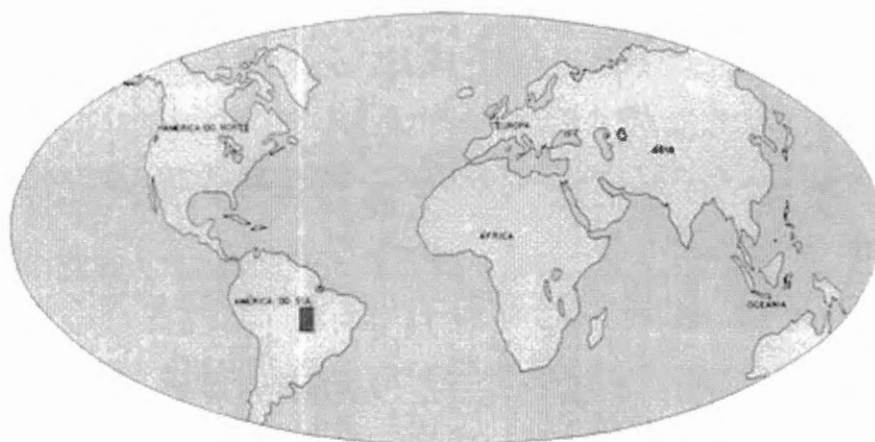 AMÉRICA DO NORTE
EUROPA
ÁSIA
ÁFRICA
AMÉRICA DO SUL
OCEANIA